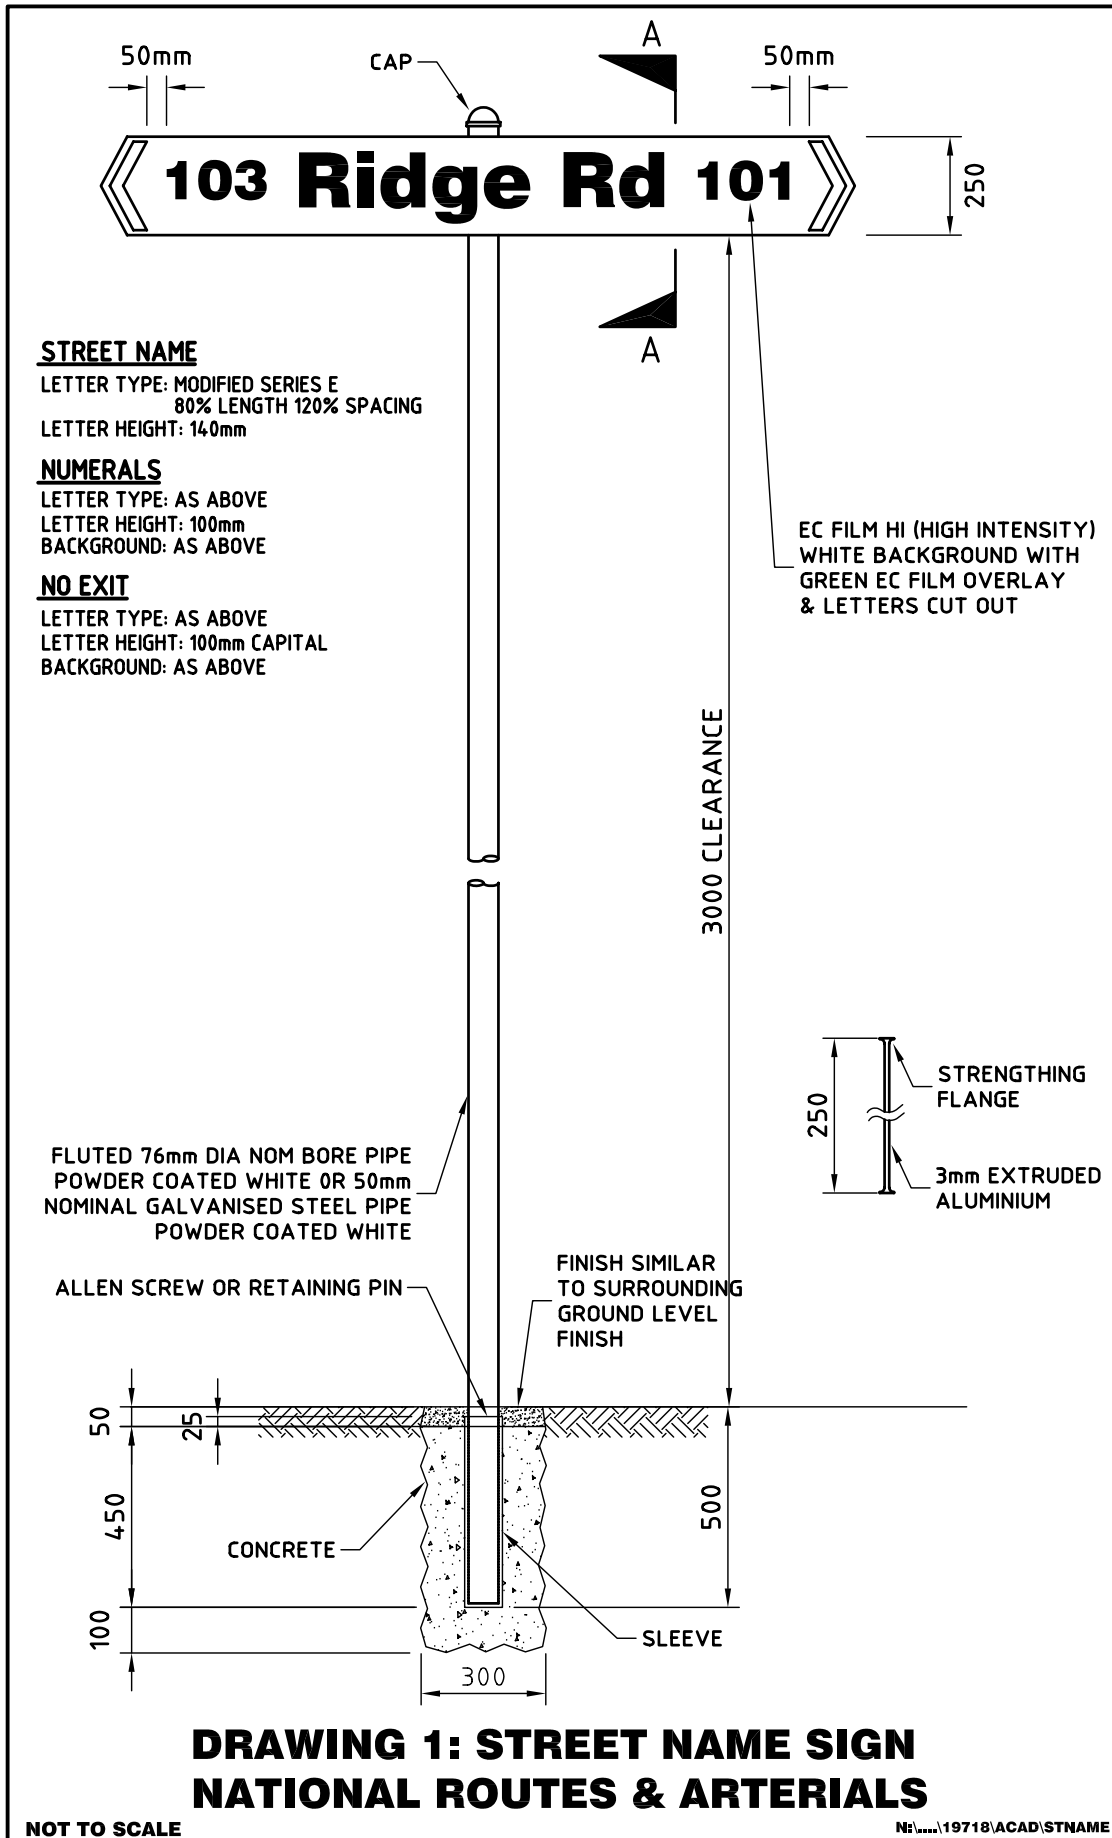 50mm
CAP
A
50mm
103 Ridge Rd 101
250
A
STREET NAME
LETTER TYPE: MODIFIED SERIES E
80% LENGTH 120% SPACING
LETTER HEIGHT: 140mm
NUMERALS
LETTER TYPE: AS ABOVE
LETTER HEIGHT: 100mm
BACKGROUND: AS ABOVE
NO EXIT
LETTER TYPE: AS ABOVE
LETTER HEIGHT: 100mm CAPITAL
BACKGROUND: AS ABOVE
EC FILM HI (HIGH INTENSITY)
WHITE BACKGROUND WITH
GREEN EC FILM OVERLAY
& LETTERS CUT OUT
3000 CLEARANCE
250
STRENGTHING
FLANGE
3mm EXTRUDED
ALUMINIUM
FLUTED 76mm DIA NOM BORE PIPE
POWDER COATED WHITE OR 50mm
NOMINAL GALVANISED STEEL PIPE
POWDER COATED WHITE
ALLEN SCREW OR RETAINING PIN
FINISH SIMILAR
TO SURROUNDING
GROUND LEVEL
FINISH
50
25
450
500
CONCRETE
100
SLEEVE
300
DRAWING 1: STREET NAME SIGN
NATIONAL ROUTES & ARTERIALS
NOT TO SCALE
N:\....\19718\ACAD\STNAME